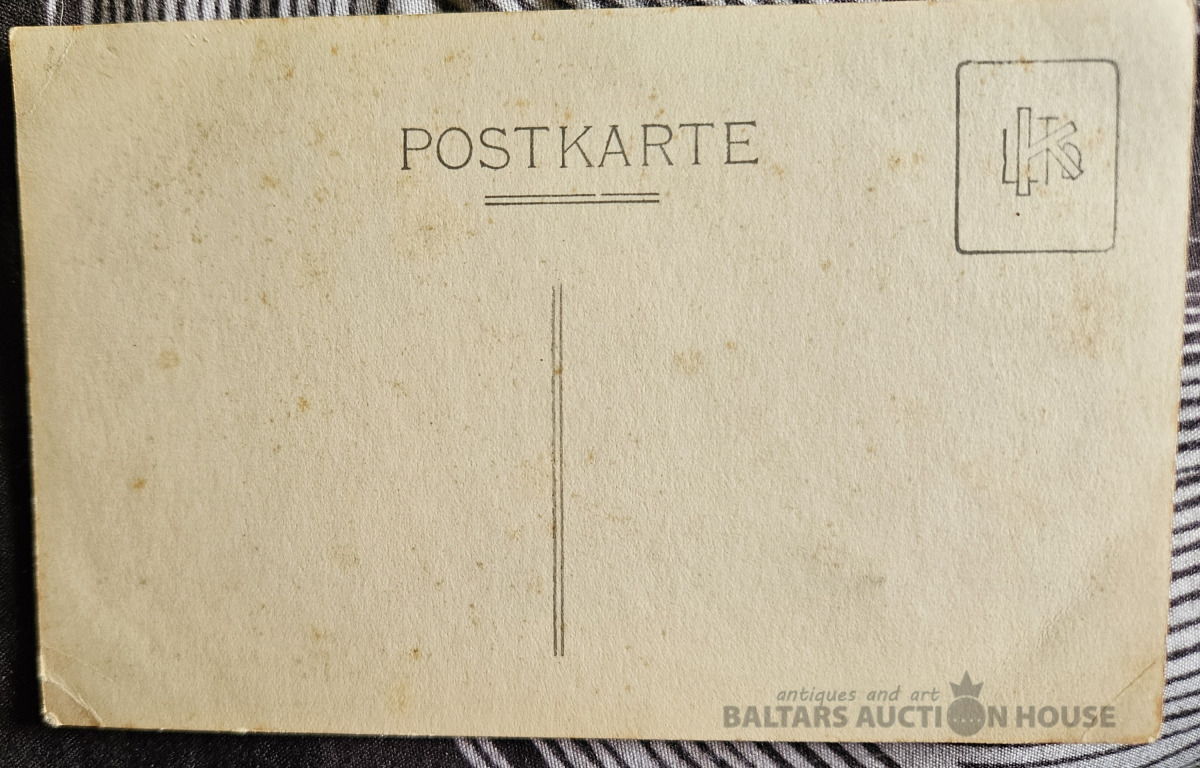 POSTKARTE
antiques and art
BALTARS AUCTION HOUSE